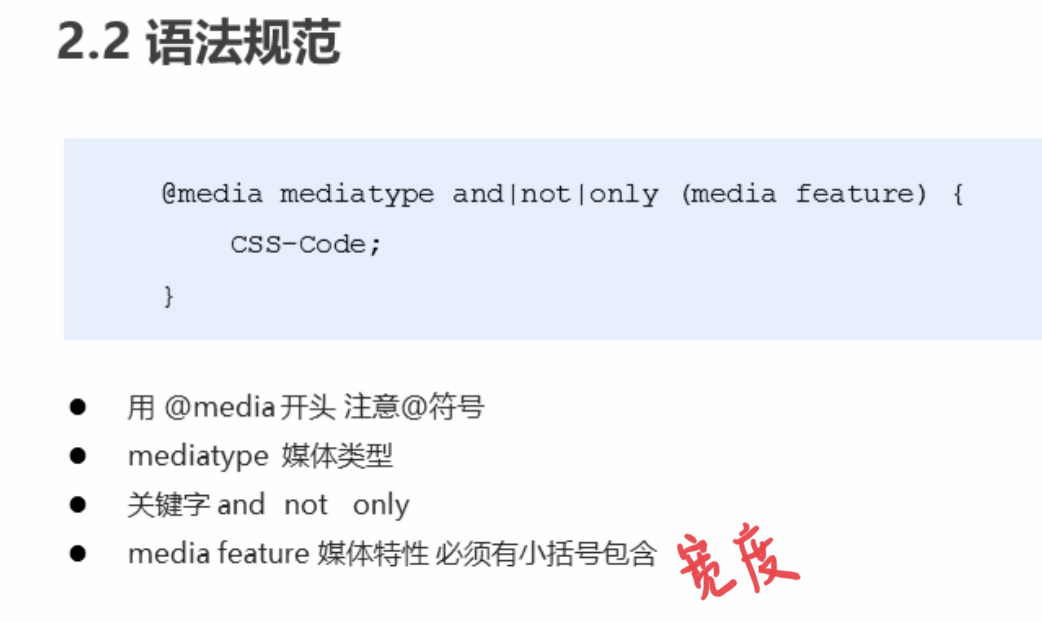 2.2 语法规范
@media mediatype and|not|only (media feature) {
CSS-Code;
}
● 用 @media 开头 注意@符号
● mediatype 媒体类型
● 关键字 and not only
● media feature 媒体特性 必须有小括号包含 宽度